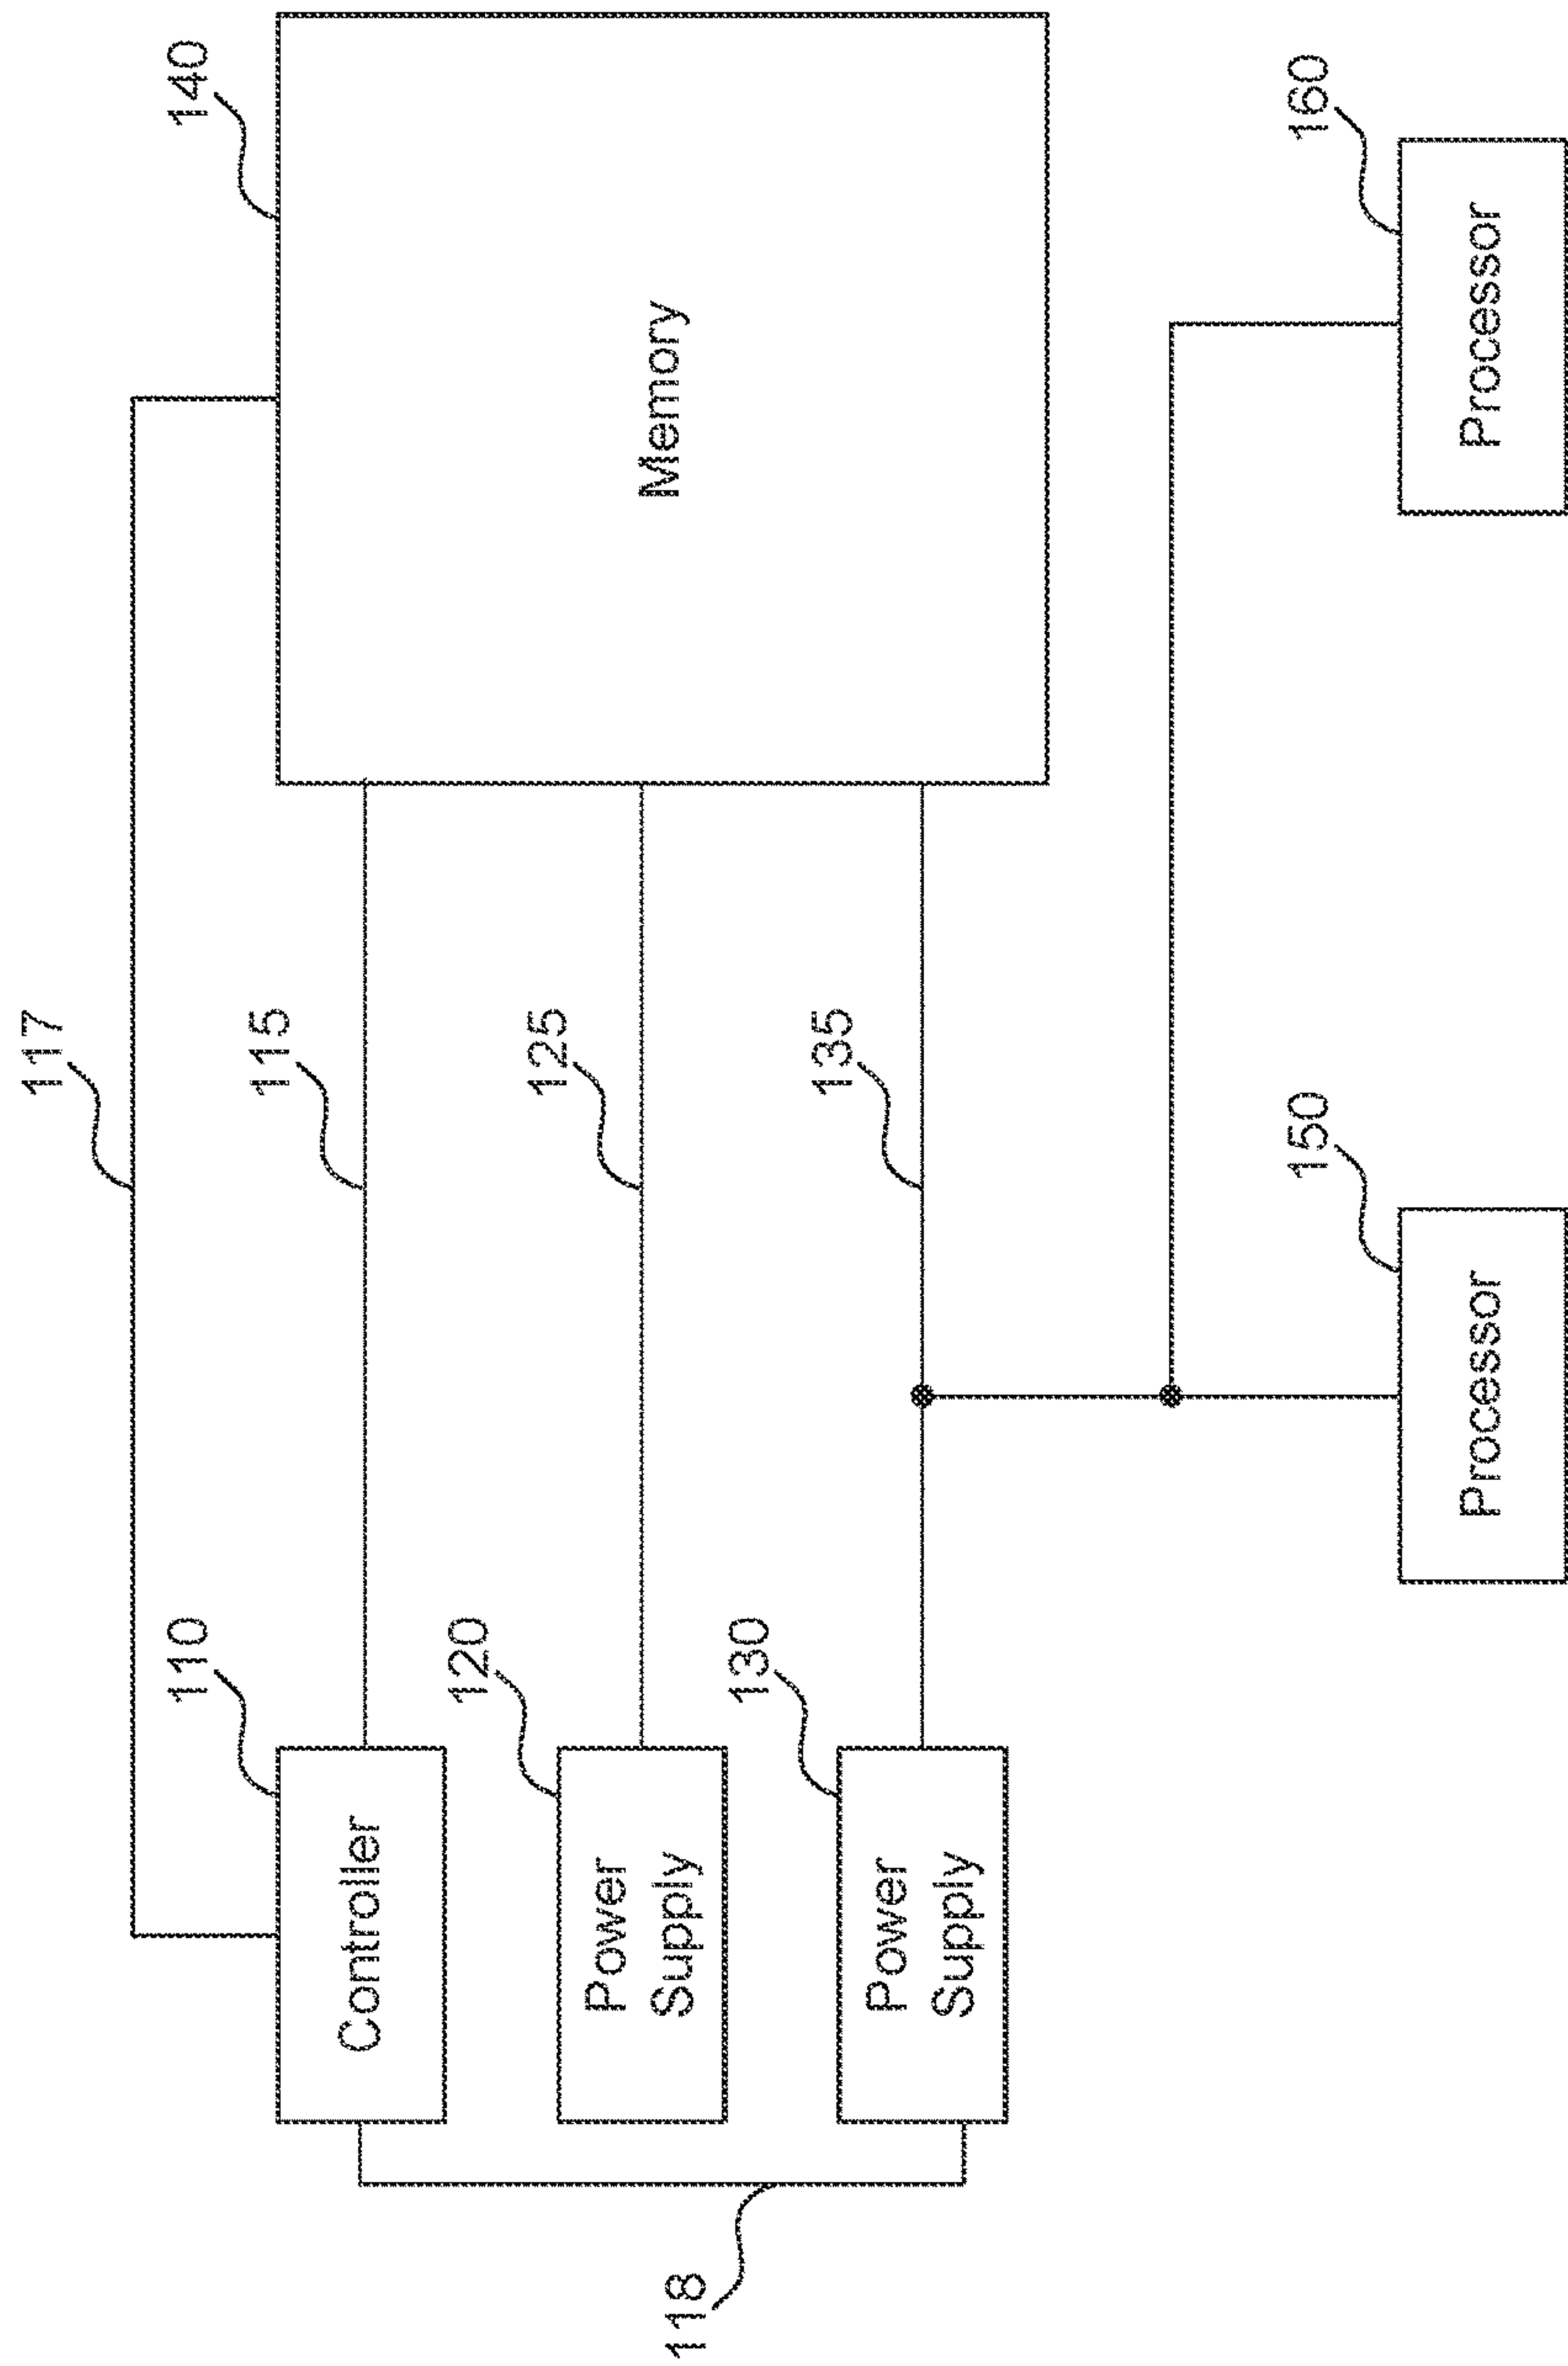 117
140
110
Controller
115
Memory
120
Power
Supply
125
130
Power
Supply
135
118
150
Processor
160
Processor